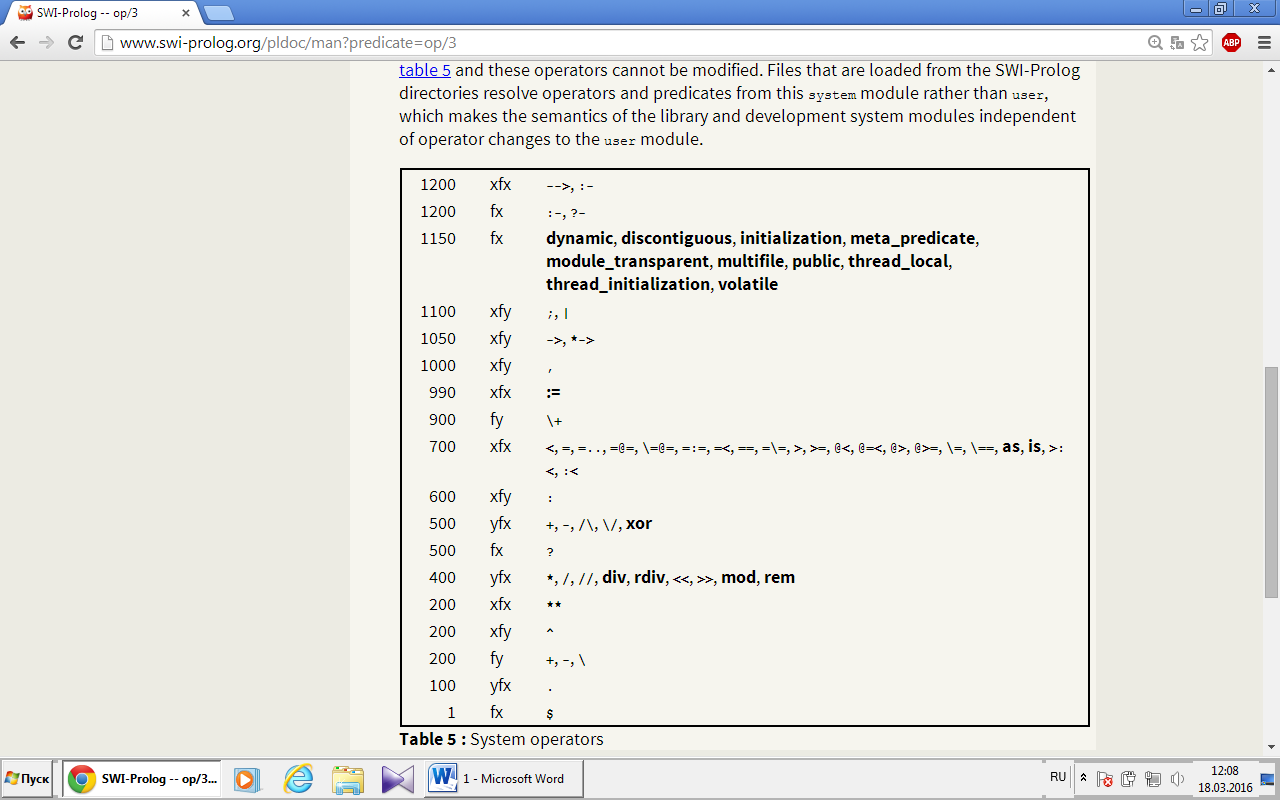 SWI-Prolog -- op/3
www.swi-prolog.org/pldoc/man?predicate=op/3
ABP
table 5 and these operators cannot be modified. Files that are loaded from the SWI-Prolog
directories resolve operators and predicates from this system module rather than user,
which makes the semantics of the library and development system modules independent
of operator changes to the user module.
1200 xfx -->, :-
1200 fx :-, ?-
1150 fx dynamic, discontiguous, initialization, meta_predicate,
module_transparent, multifile, public, thread_local,
thread_initialization, volatile
1100 xfy ;, |
1050 xfy ->, *->
1000 xfy ,
990 xfx :=
900 fy \+
700 xfx <, =, =.., =@=, \=@=, =:=, =<, ==, =\=, >, >=, @<, @=<, @>, @>=, \=, \==, as, is, >:
<, :<
600 xfy :
500 yfx +, -, /\, \/, xor
500 fx ?
400 yfx *, /, //, div, rdiv, <<, >>, mod, rem
200 xfx **
200 xfy ^
200 fy +, -, \
100 yfx .
1 fx $
Table 5 : System operators
Пуск
SWI-Prolog -- op/3...
1 - Microsoft Word
RU
12:08
18.03.2016